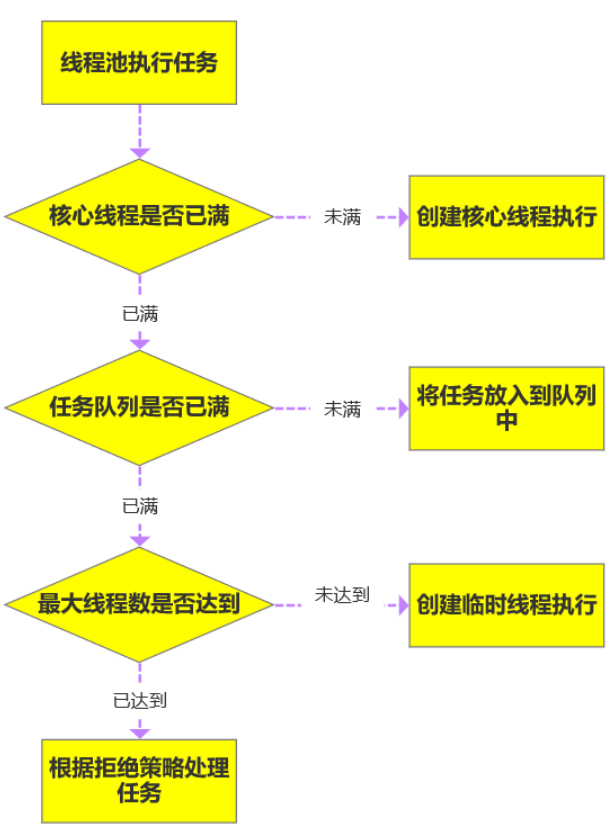 线程池执行任务
核心线程是否已满
未满
创建核心线程执行
已满
任务队列是否已满
未满
将任务放入到队列
中
已满
最大线程数是否达到
未达到
创建临时线程执行
已达到
根据拒绝策略处理
任务